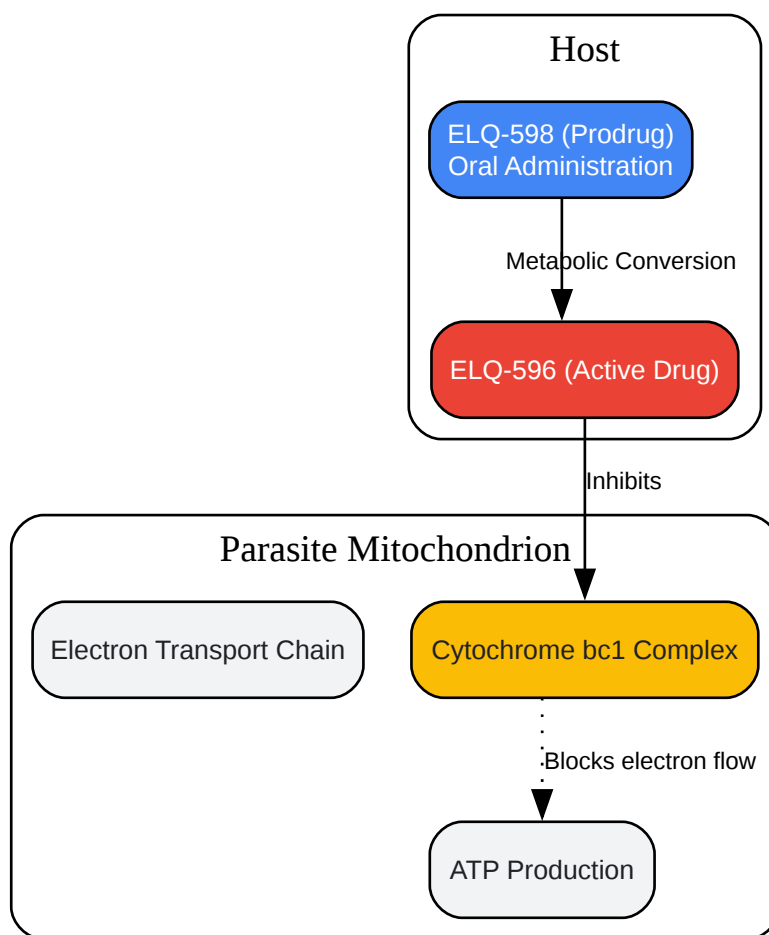 Host
ELQ-598 (Prodrug)
Oral Administration
Metabolic Conversion
ELQ-596 (Active Drug)
Inhibits
Parasite Mitochondrion
Electron Transport Chain
Cytochrome bc1 Complex
Blocks electron flow
ATP Production